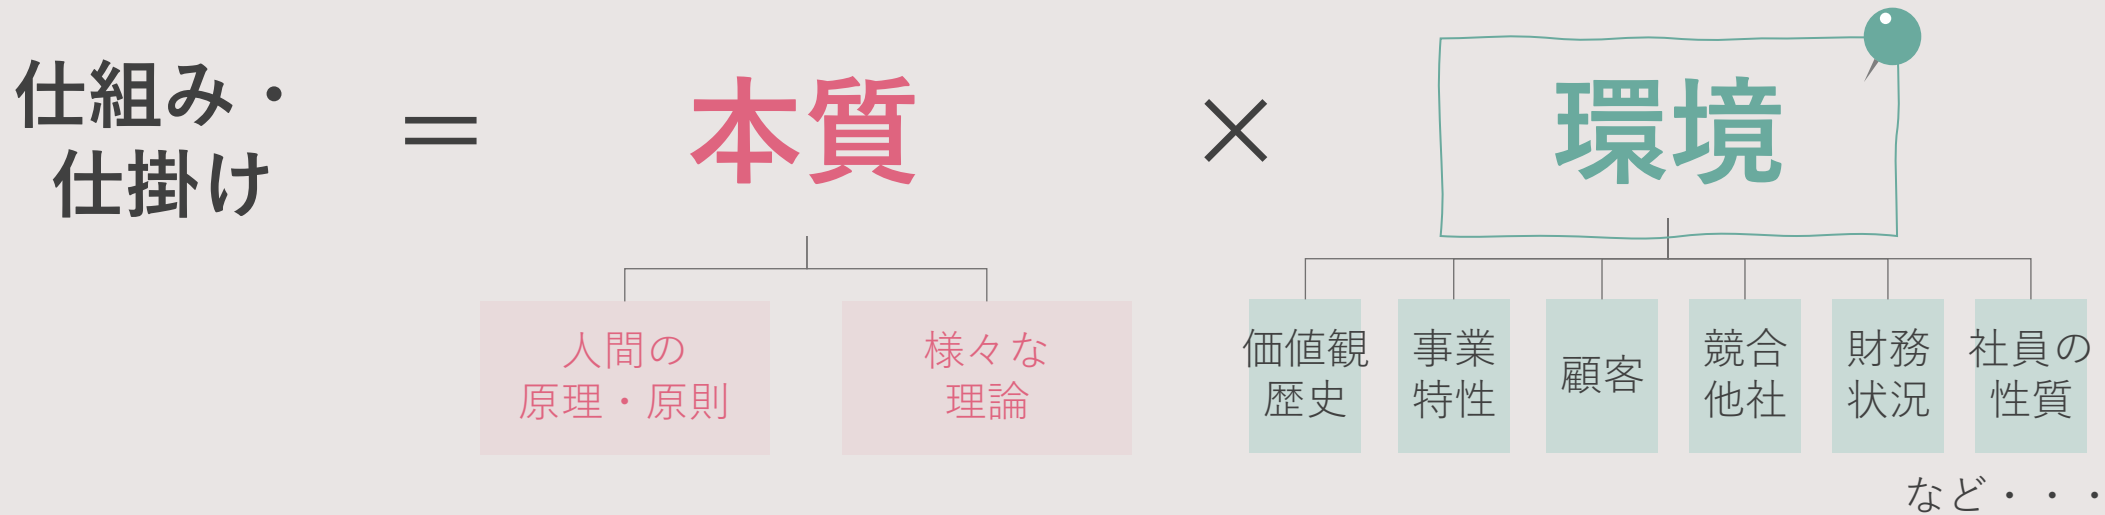 仕組み・
仕掛け
＝
本質
×
環境
人間の
原理・原則
様々な
理論
価値観
歴史
事業
特性
顧客
競合
他社
財務
状況
社員の
性質
など・・・